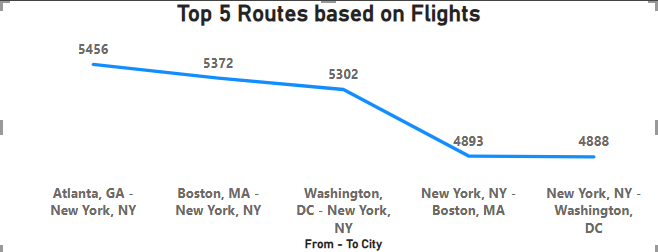 Top 5 Routes based on Flights
5456
5372
5302
4893
4888
Atlanta, GA -
New York, NY
Boston, MA -
New York, NY
Washington,
DC - New York,
NY
New York, NY -
Boston, MA
New York, NY -
Washington,
DC
From - To City